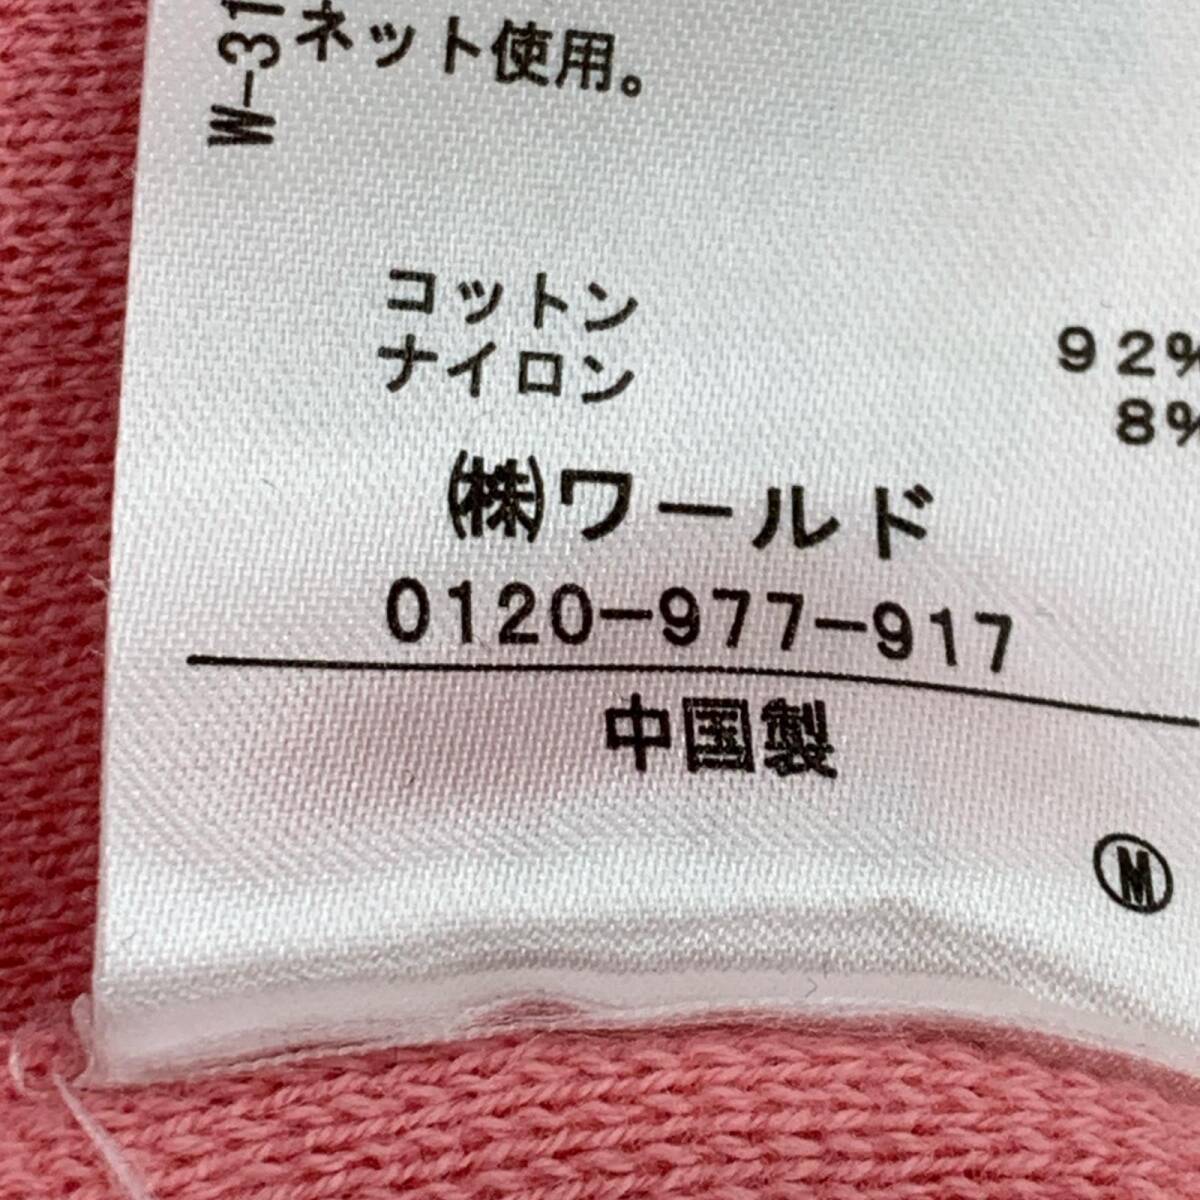 W-31
ネット使用。
コットン 92%
ナイロン 8%
㈱ワールド
0120-977-917
中国製
Ⓜ